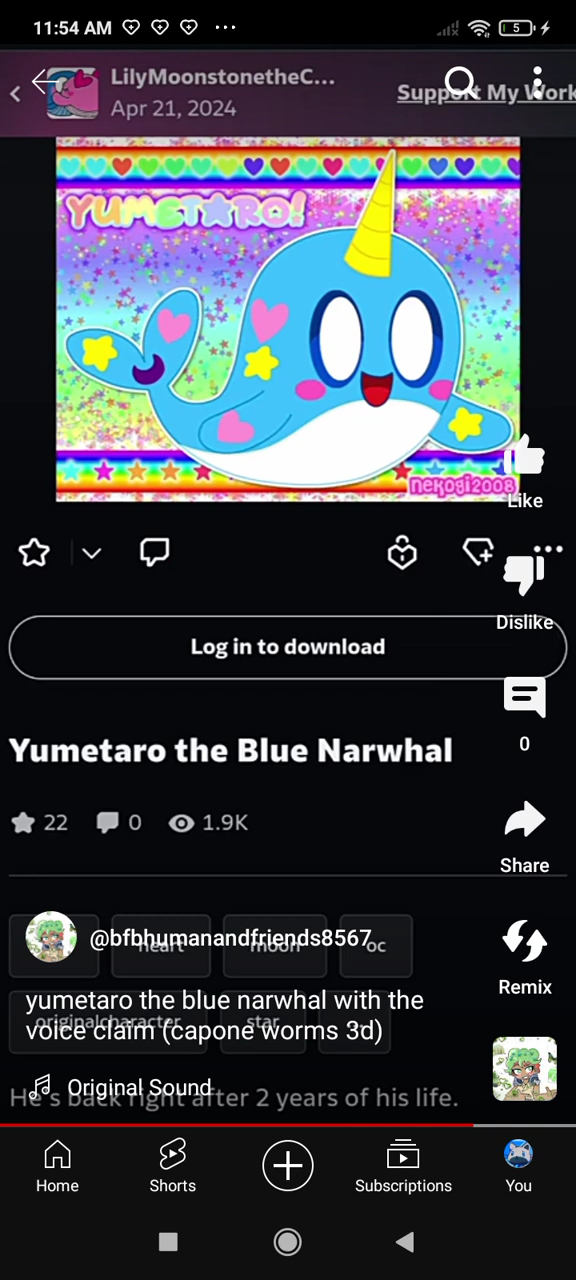 11:54 AM
5
LilyMoonstonetheC...
Apr 21, 2024
Support My Work
YUMETARO!
nekogi2008
Like
Dislike
Log in to download
0
Yumetaro the Blue Narwhal
22 0 1.9K
Share
@bfbhumanandfriends8567
heart moon oc
Remix
yumetaro the blue narwhal with the
voice claim (capone worms 3d)
originalcharacter star
Original Sound
He's back right after 2 years of his life.
Home Shorts Subscriptions You